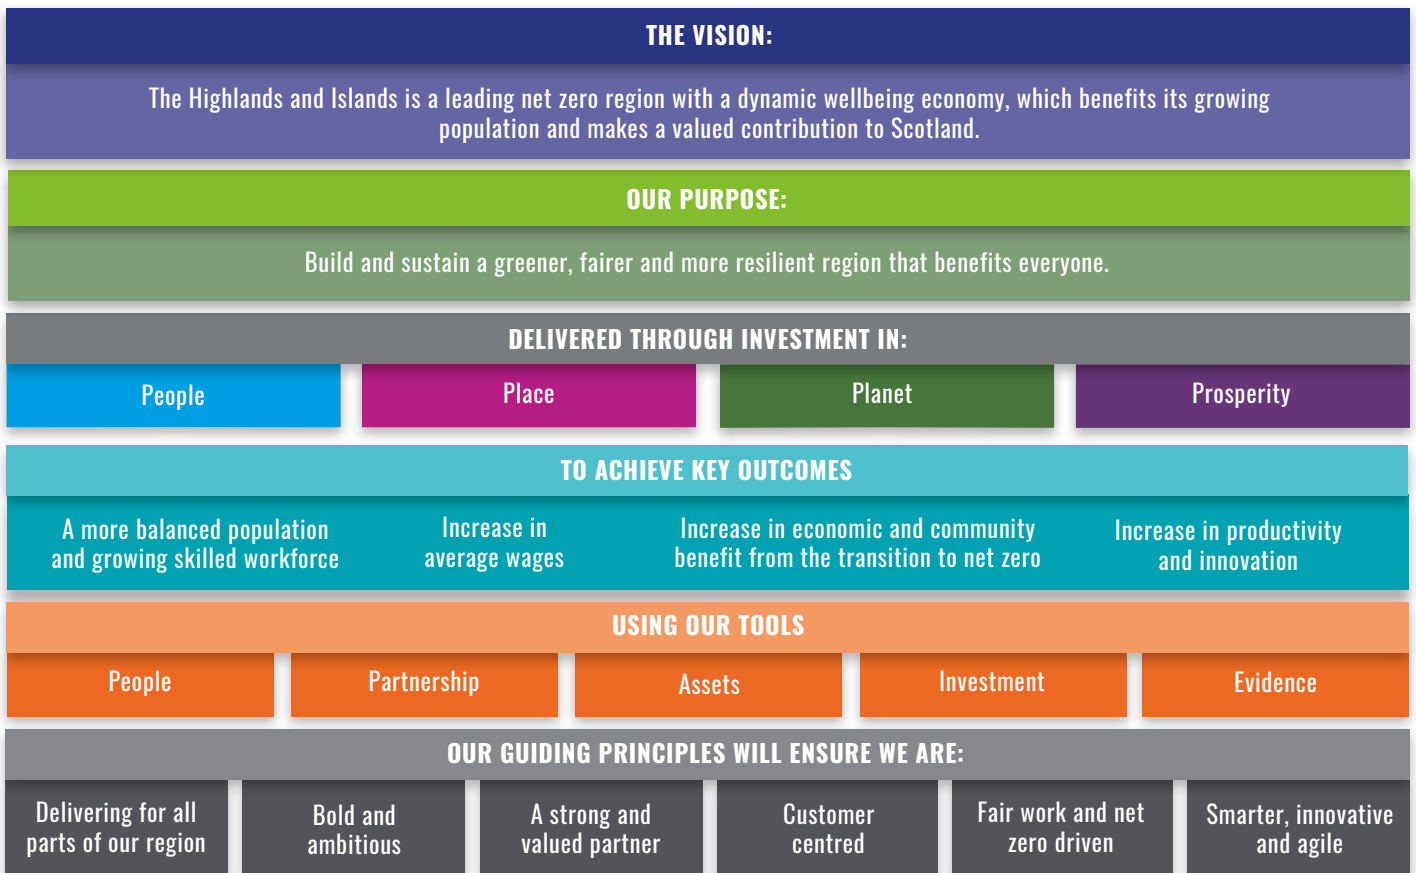 THE VISION:
The Highlands and Islands is a leading net zero region with a dynamic wellbeing economy, which benefits its growing
population and makes a valued contribution to Scotland.
OUR PURPOSE:
Build and sustain a greener, fairer and more resilient region that benefits everyone.
DELIVERED THROUGH INVESTMENT IN:
People
Place
Planet
Prosperity
TO ACHIEVE KEY OUTCOMES
A more balanced population
and growing skilled workforce
Increase in
average wages
Increase in economic and community
benefit from the transition to net zero
Increase in productivity
and innovation
USING OUR TOOLS
People
Partnership
Assets
Investment
Evidence
OUR GUIDING PRINCIPLES WILL ENSURE WE ARE:
Delivering for all
parts of our region
Bold and
ambitious
A strong and
valued partner
Customer
centred
Fair work and net
zero driven
Smarter, innovative
and agile